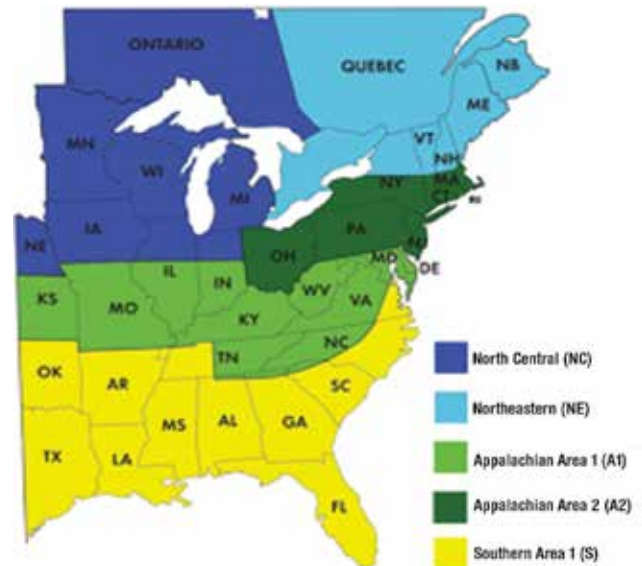 ONTARIO
QUEBEC
NB
ME
VT
NH
MN
WI
MI
NY
MA
CT
RI
IA
PA
NE
OH
NJ
IL
IN
MD
DE
KS
MO
WV
VA
KY
NC
TN
OK
AR
SC
MS
AL
GA
TX
LA
FL
North Central (NC)
Northeastern (NE)
Appalachian Area 1 (A1)
Appalachian Area 2 (A2)
Southern Area 1 (S)